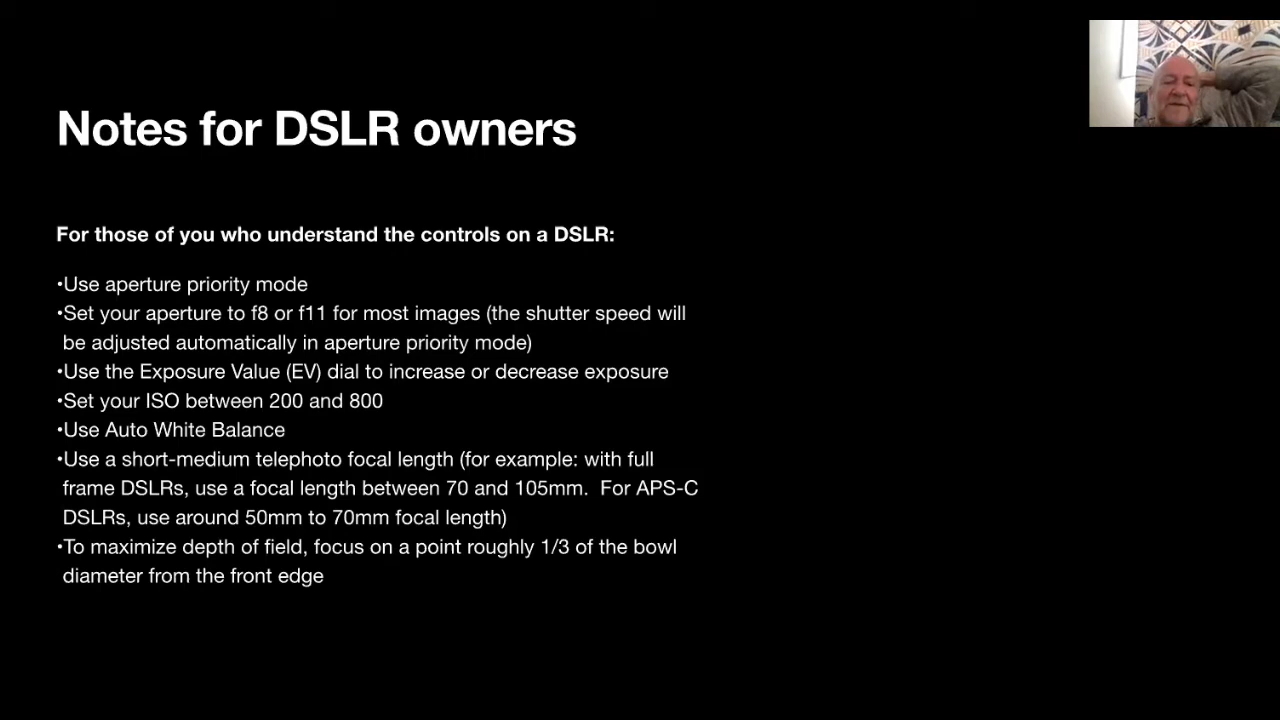 Notes for DSLR owners
For those of you who understand the controls on a DSLR:
•Use aperture priority mode
•Set your aperture to f8 or f11 for most images (the shutter speed will
be adjusted automatically in aperture priority mode)
•Use the Exposure Value (EV) dial to increase or decrease exposure
•Set your ISO between 200 and 800
•Use Auto White Balance
•Use a short-medium telephoto focal length (for example: with full
frame DSLRs, use a focal length between 70 and 105mm.  For APS-C
DSLRs, use around 50mm to 70mm focal length)
•To maximize depth of field, focus on a point roughly 1/3 of the bowl
diameter from the front edge